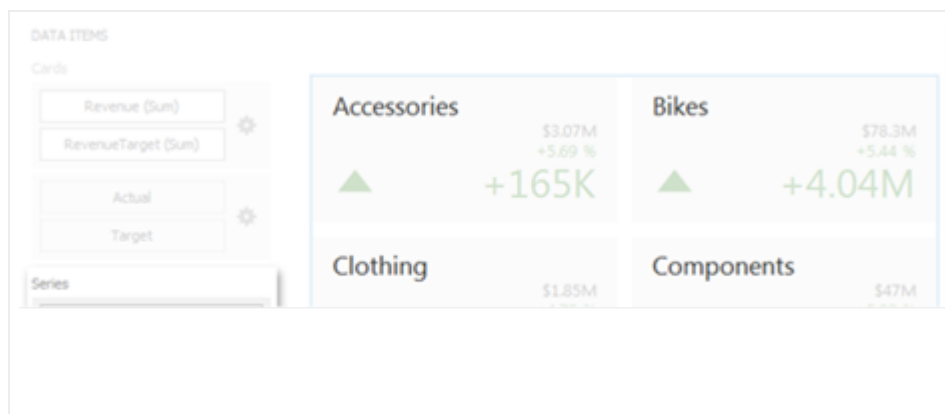 DATA ITEMS
Cards
Revenue (Sum)
RevenueTarget (Sum)
Actual
Target
Series
Accessories
$3.07M
+5.69 %
+165K
Bikes
$78.3M
+5.44 %
+4.04M
Clothing
$1.85M
Components
$47M